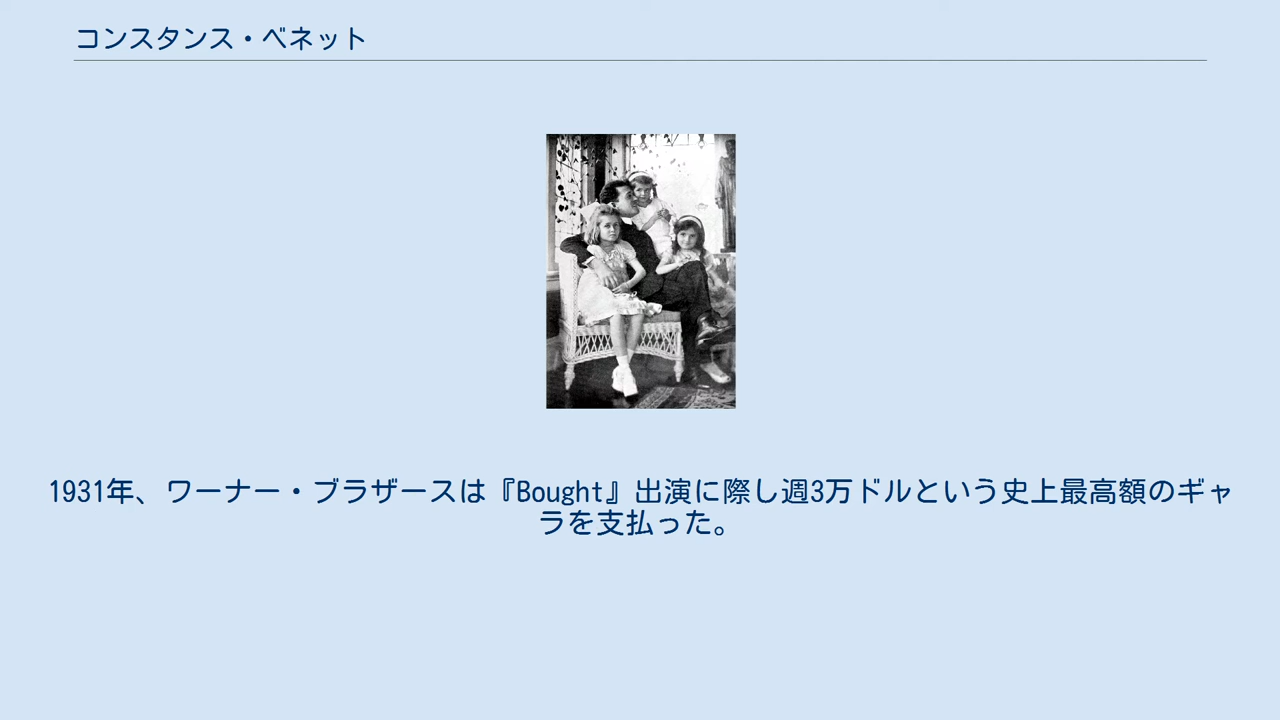 コンスタンス・ベネット
1931年、ワーナー・ブラザースは『Bought』出演に際し週3万ドルという史上最高額のギャ
ラを支払った。